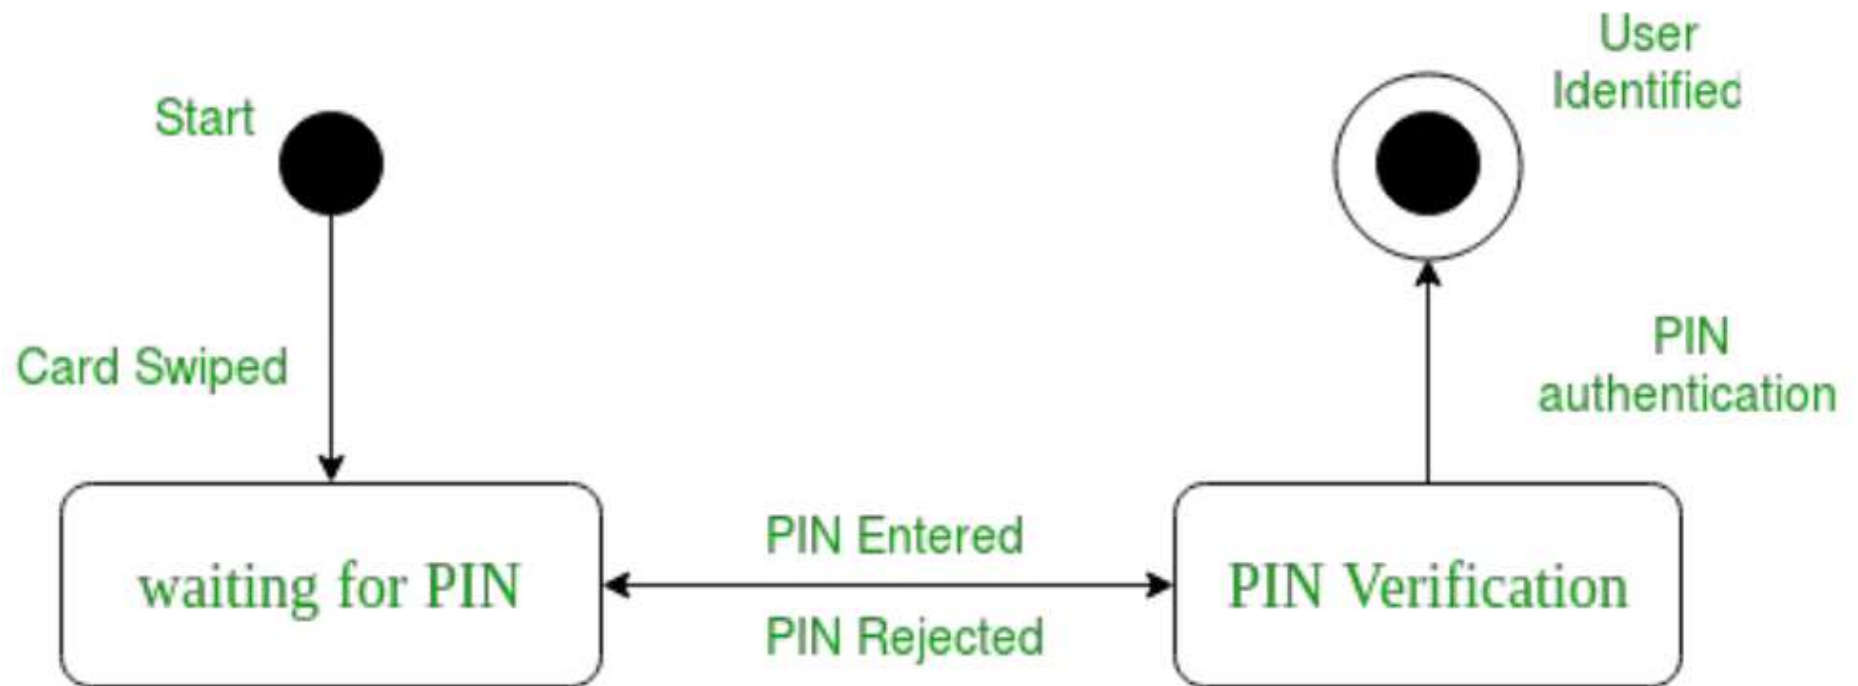 User
Identified
Start
Card Swiped
PIN
authentication
PIN Entered
waiting for PIN
PIN Verification
PIN Rejected